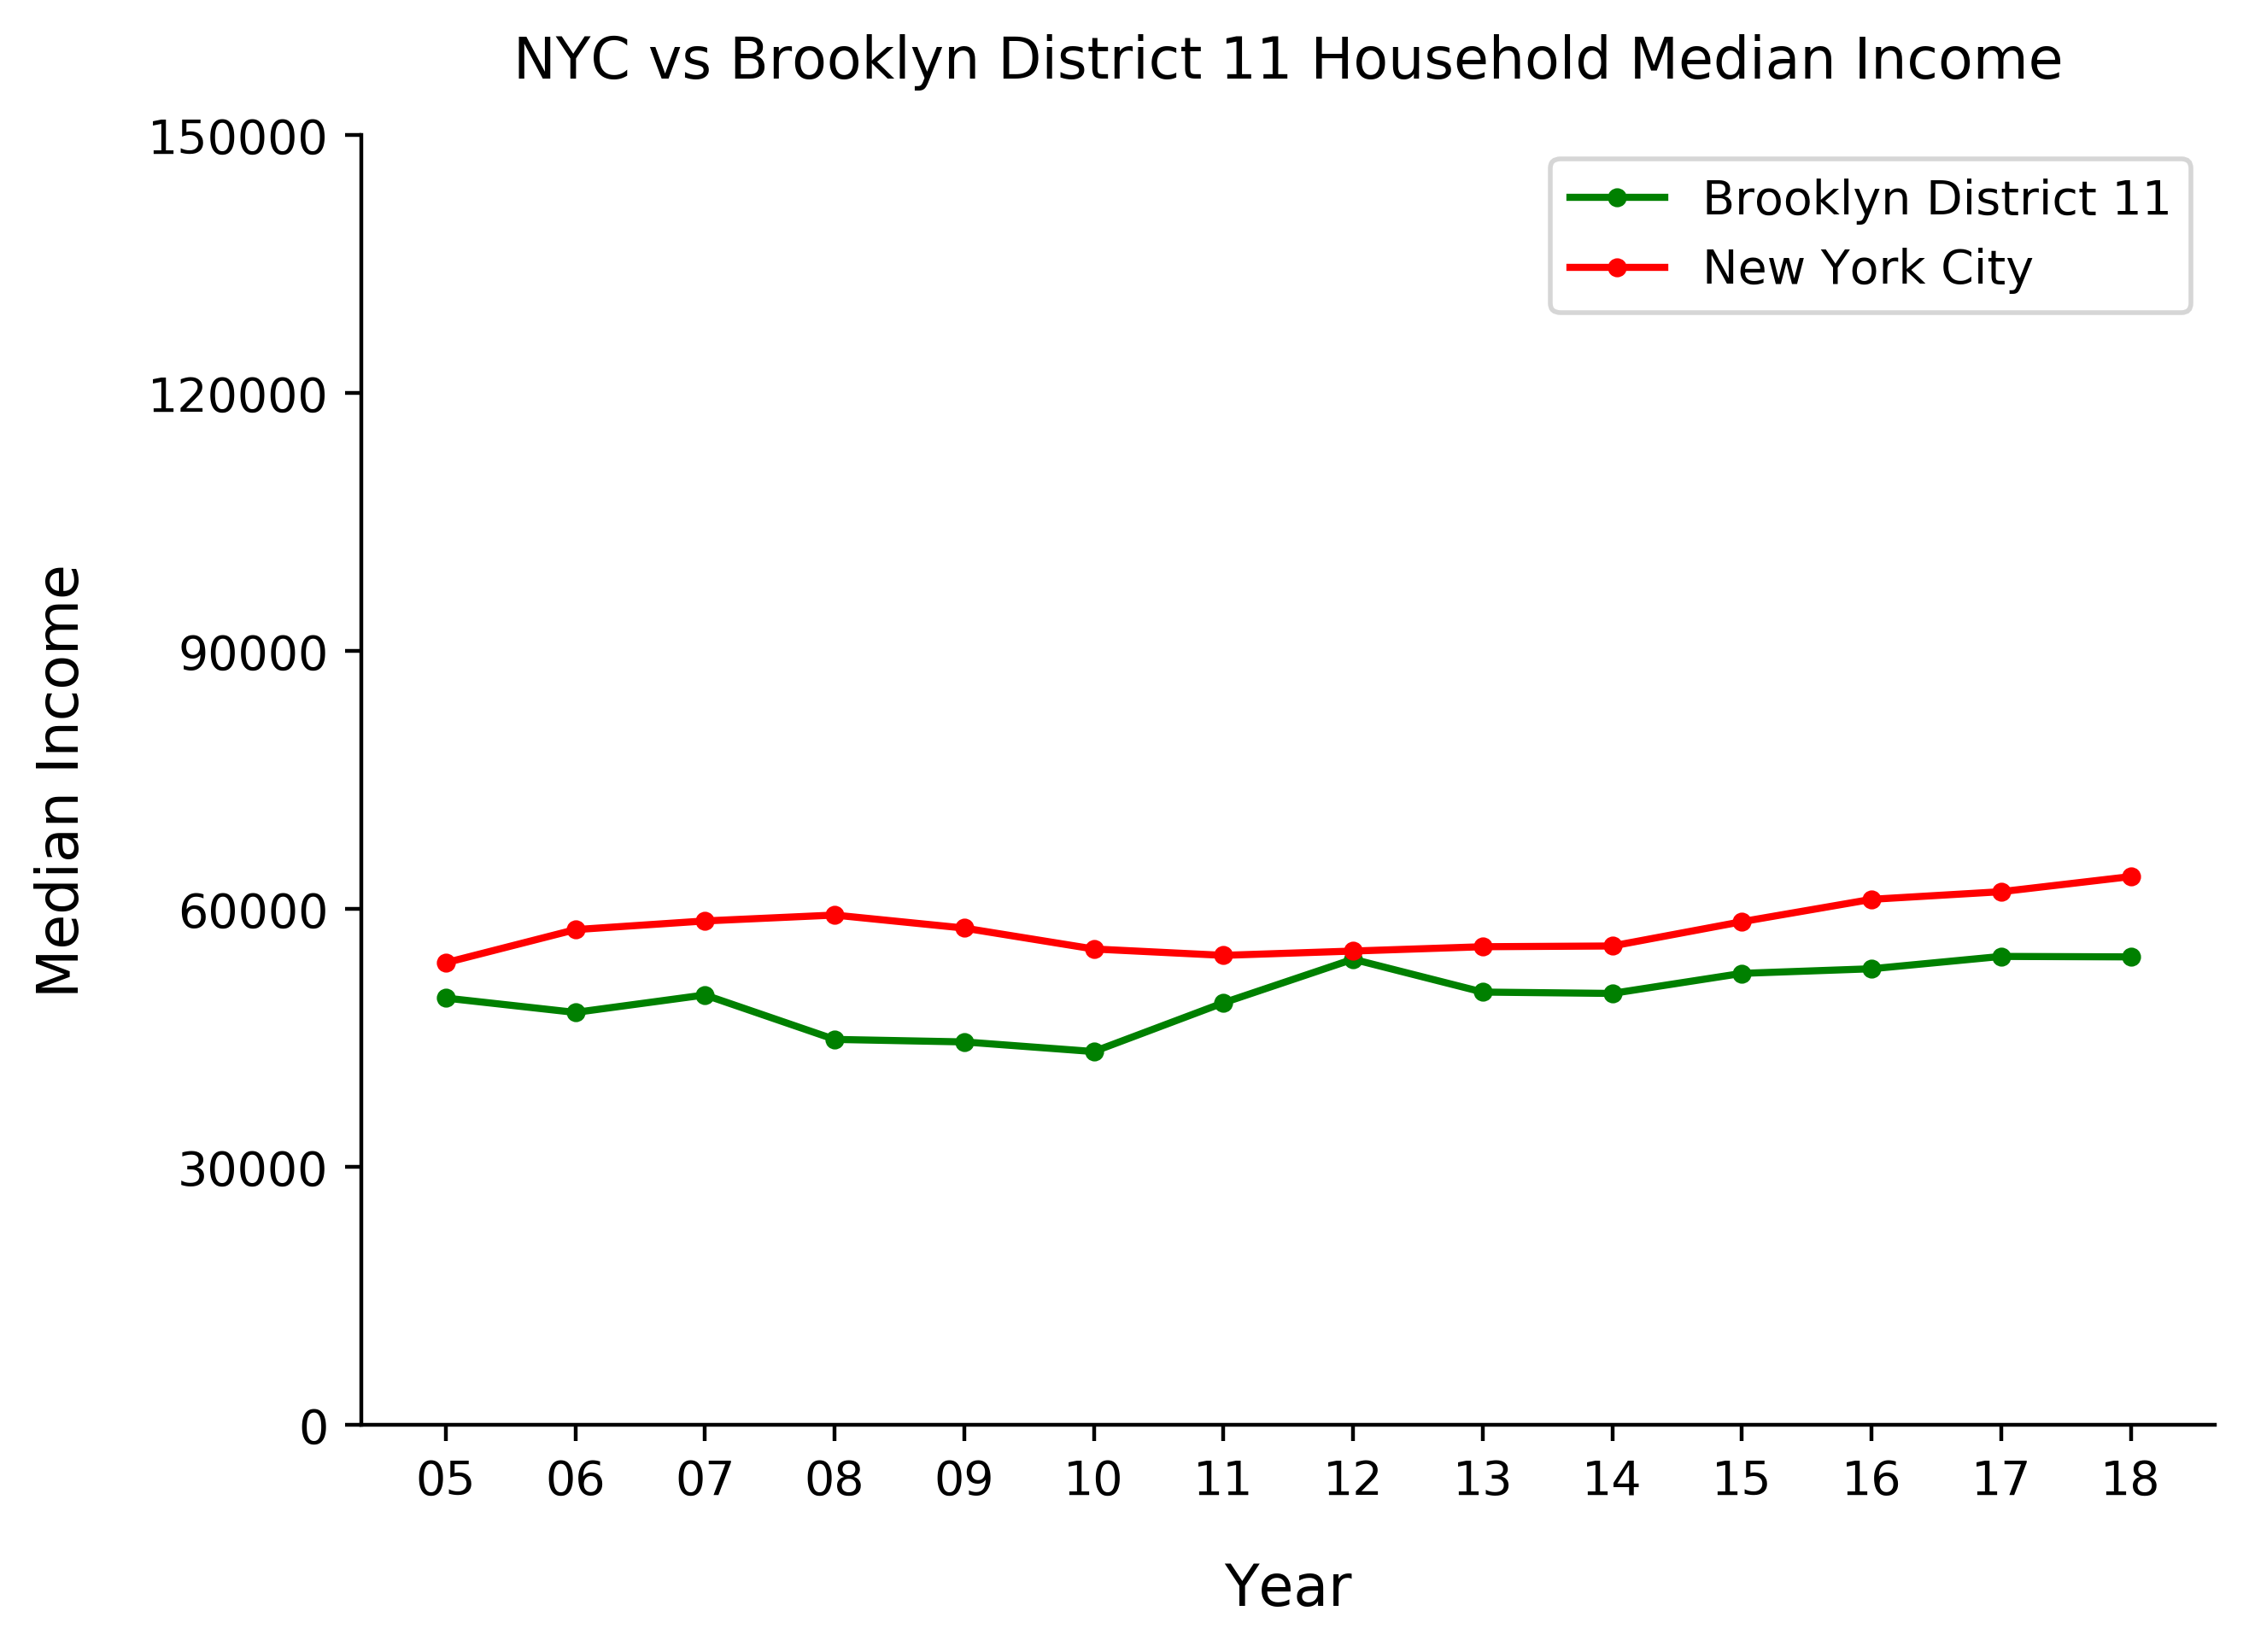 NYC vs Brooklyn District 11 Household Median Income
150000
120000
90000
60000
30000
0
Median Income
Brooklyn District 11
New York City
05 06 07 08 09 10 11 12 13 14 15 16 17 18
Year